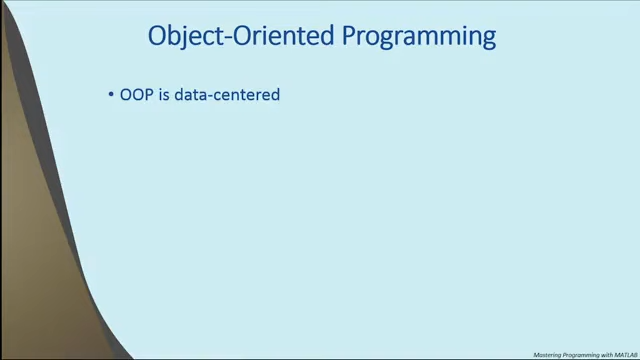 Object-Oriented Programming
• OOP is data-centered
Mastering Programming with MATLAB